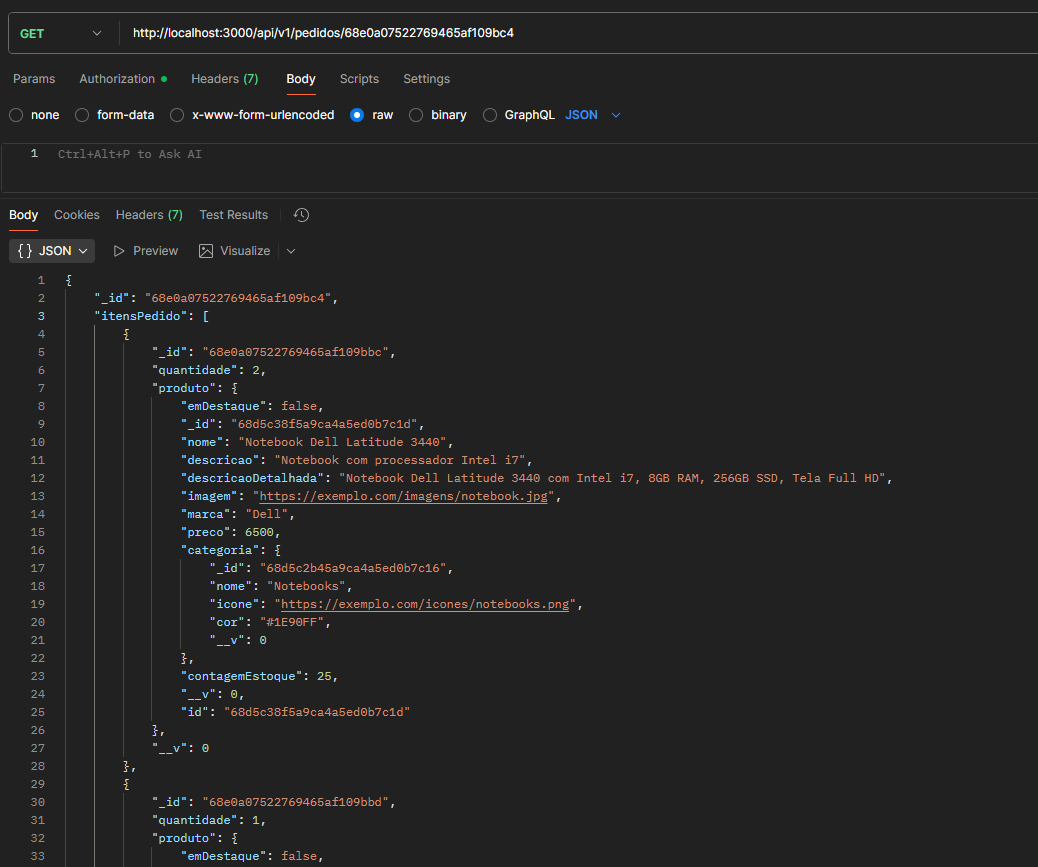 GET http://localhost:3000/api/v1/pedidos/68e0a07522769465af109bc4
Params Authorization Headers (7) Body Scripts Settings
none form-data x-www-form-urlencoded raw binary GraphQL JSON
1 Ctrl+Alt+P to Ask AI
Body Cookies Headers (7) Test Results
{} JSON Preview Visualize
1 {
2 "_id": "68e0a07522769465af109bc4",
3 "itensPedido": [
4 {
5 "_id": "68e0a07522769465af109bbc",
6 "quantidade": 2,
7 "produto": {
8 "emDestaque": false,
9 "_id": "68d5c38f5a9ca4a5ed0b7c1d",
10 "nome": "Notebook Dell Latitude 3440",
11 "descricao": "Notebook com processador Intel i7",
12 "descricaoDetalhada": "Notebook Dell Latitude 3440 com Intel i7, 8GB RAM, 256GB SSD, Tela Full HD",
13 "imagem": "https://exemplo.com/imagens/notebook.jpg",
14 "marca": "Dell",
15 "preco": 6500,
16 "categoria": {
17 "_id": "68d5c2b45a9ca4a5ed0b7c16",
18 "nome": "Notebooks",
19 "icone": "https://exemplo.com/icones/notebooks.png",
20 "cor": "#1E90FF",
21 "__v": 0
22 },
23 "contagemEstoque": 25,
24 "__v": 0,
25 "id": "68d5c38f5a9ca4a5ed0b7c1d"
26 },
27 "__v": 0
28 },
29 {
30 "_id": "68e0a07522769465af109bbd",
31 "quantidade": 1,
32 "produto": {
33 "emDestaque": false,